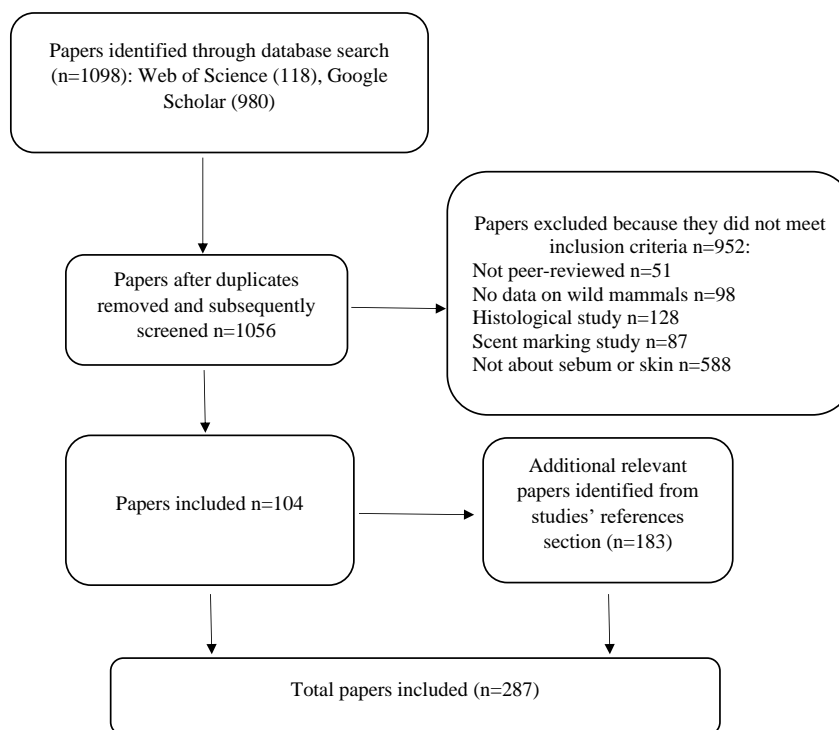 Papers identified through database search
(n=1098): Web of Science (118), Google
Scholar (980)
Papers after duplicates
removed and subsequently
screened n=1056
Papers excluded because they did not meet
inclusion criteria n=952:
Not peer-reviewed n=51
No data on wild mammals n=98
Histological study n=128
Scent marking study n=87
Not about sebum or skin n=588
Papers included n=104
Additional relevant
papers identified from
studies’ references
section (n=183)
Total papers included (n=287)